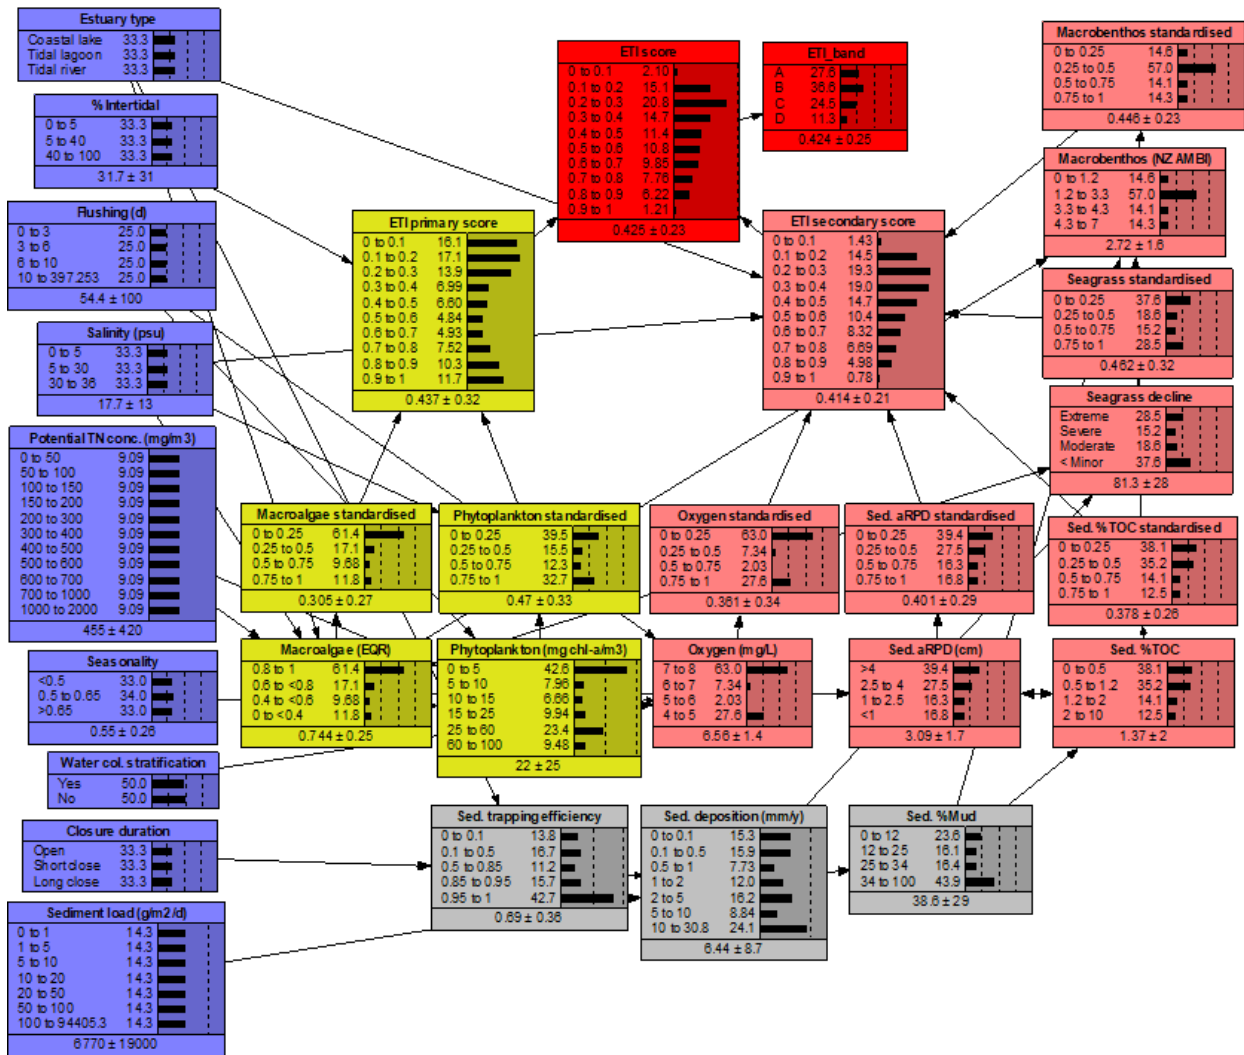 Estuary type
Coastal lake 33.3
Tidal lagoon 33.3
Tidal river 33.3
% Intertidal
0 to 5 33.3
5 to 40 33.3
40 to 100 33.3
31.7 ± 31
Flushing (d)
0 to 3 25.0
3 to 6 25.0
6 to 10 25.0
10 to 397.253 25.0
54.4 ± 100
Salinity (psu)
0 to 5 33.3
5 to 30 33.3
30 to 36 33.3
17.7 ± 13
Potential TN conc. (mg/m3)
0 to 50 9.09
50 to 100 9.09
100 to 150 9.09
150 to 200 9.09
200 to 300 9.09
300 to 400 9.09
400 to 500 9.09
500 to 600 9.09
600 to 700 9.09
700 to 1000 9.09
1000 to 2000 9.09
455 ± 420
Seasonality
<0.5 33.0
0.5 to 0.65 34.0
>0.65 33.0
0.55 ± 0.26
Water col. stratification
Yes 50.0
No 50.0
Closure duration
Open 33.3
Short close 33.3
Long close 33.3
Sediment load (g/m2/d)
0 to 1 14.3
1 to 5 14.3
5 to 10 14.3
10 to 20 14.3
20 to 50 14.3
50 to 100 14.3
100 to 94405.3 14.3
6770 ± 19000
ETI primary score
0 to 0.1 16.1
0.1 to 0.2 17.1
0.2 to 0.3 13.9
0.3 to 0.4 6.99
0.4 to 0.5 6.60
0.5 to 0.6 4.84
0.6 to 0.7 4.93
0.7 to 0.8 7.52
0.8 to 0.9 10.3
0.9 to 1 11.7
0.437 ± 0.32
ETI score
0 to 0.1 2.10
0.1 to 0.2 15.1
0.2 to 0.3 20.8
0.3 to 0.4 14.7
0.4 to 0.5 11.4
0.5 to 0.6 10.8
0.6 to 0.7 9.85
0.7 to 0.8 7.76
0.8 to 0.9 6.22
0.9 to 1 1.21
0.425 ± 0.23
ETI_band
A 27.6
B 36.6
C 24.5
D 11.3
0.424 ± 0.25
ETI secondary score
0 to 0.1 1.43
0.1 to 0.2 14.5
0.2 to 0.3 19.3
0.3 to 0.4 19.0
0.4 to 0.5 14.7
0.5 to 0.6 10.4
0.6 to 0.7 8.32
0.7 to 0.8 6.69
0.8 to 0.9 4.98
0.9 to 1 0.78
0.414 ± 0.21
Macrobenthos standardised
0 to 0.25 14.6
0.25 to 0.5 57.0
0.5 to 0.75 14.1
0.75 to 1 14.3
0.446 ± 0.23
Macrobenthos (NZ AMBI)
0 to 1.2 14.6
1.2 to 3.3 57.0
3.3 to 4.3 14.1
4.3 to 7 14.3
2.72 ± 1.6
Seagrass standardised
0 to 0.25 37.6
0.25 to 0.5 18.6
0.5 to 0.75 15.2
0.75 to 1 28.5
0.462 ± 0.32
Seagrass decline
Extreme 28.5
Severe 15.2
Moderate 18.6
< Minor 37.6
81.3 ± 28
Macroalgae standardised
0 to 0.25 61.4
0.25 to 0.5 17.1
0.5 to 0.75 9.68
0.75 to 1 11.8
0.305 ± 0.27
Phytoplankton standardised
0 to 0.25 39.5
0.25 to 0.5 15.5
0.5 to 0.75 12.3
0.75 to 1 32.7
0.47 ± 0.33
Oxygen standardised
0 to 0.25 63.0
0.25 to 0.5 7.34
0.5 to 0.75 2.03
0.75 to 1 27.6
0.361 ± 0.34
Sed. aRPD standardised
0 to 0.25 39.4
0.25 to 0.5 27.5
0.5 to 0.75 16.3
0.75 to 1 16.8
0.401 ± 0.29
Sed. %TOC standardised
0 to 0.25 38.1
0.25 to 0.5 35.2
0.5 to 0.75 14.1
0.75 to 1 12.5
0.378 ± 0.26
Macroalgae (EQR)
0.8 to 1 61.4
0.6 to <0.8 17.1
0.4 to <0.6 9.68
0 to <0.4 11.8
0.744 ± 0.25
Phytoplankton (mg chl-a/m3)
0 to 5 42.6
5 to 10 7.96
10 to 15 6.66
15 to 25 9.94
25 to 60 23.4
60 to 100 9.48
22 ± 25
Oxygen (mg/L)
7 to 8 63.0
6 to 7 7.34
5 to 6 2.03
4 to 5 27.6
6.56 ± 1.4
Sed. aRPD (cm)
>4 39.4
2.5 to 4 27.5
1 to 2.5 16.3
<1 16.8
3.09 ± 1.7
Sed. %TOC
0 to 0.5 38.1
0.5 to 1.2 35.2
1.2 to 2 14.1
2 to 10 12.5
1.37 ± 2
Sed. trapping efficiency
0 to 0.1 13.8
0.1 to 0.5 16.7
0.5 to 0.85 11.2
0.85 to 0.95 15.7
0.95 to 1 42.7
0.69 ± 0.36
Sed. deposition (mm/y)
0 to 0.1 15.3
0.1 to 0.5 15.9
0.5 to 1 7.73
1 to 2 12.0
2 to 5 16.2
5 to 10 8.84
10 to 30.8 24.1
6.44 ± 8.7
Sed. %Mud
0 to 12 23.6
12 to 25 16.1
25 to 34 16.4
34 to 100 43.9
38.6 ± 29